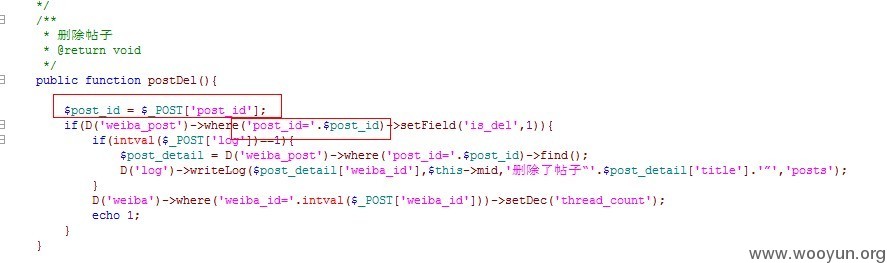 */
/**
* 删除帖子
* @return void
*/
public function postDel(){
$post_id = $_POST['post_id'];
if(D('weiba_post')->where('post_id='.$post_id)->setField('is_del',1)){
if(intval($_POST['log'])==1){
$post_detail = D('weiba_post')->where('post_id='.$post_id)->find();
D('log')->writeLog($post_detail['weiba_id'],$this->mid,'删除了帖子“'.$post_detail['title'].'”','posts');
}
D('weiba')->where('weiba_id='.intval($_POST['weiba_id']))->setDec('thread_count');
echo 1;
}
}
www.wooyun.org